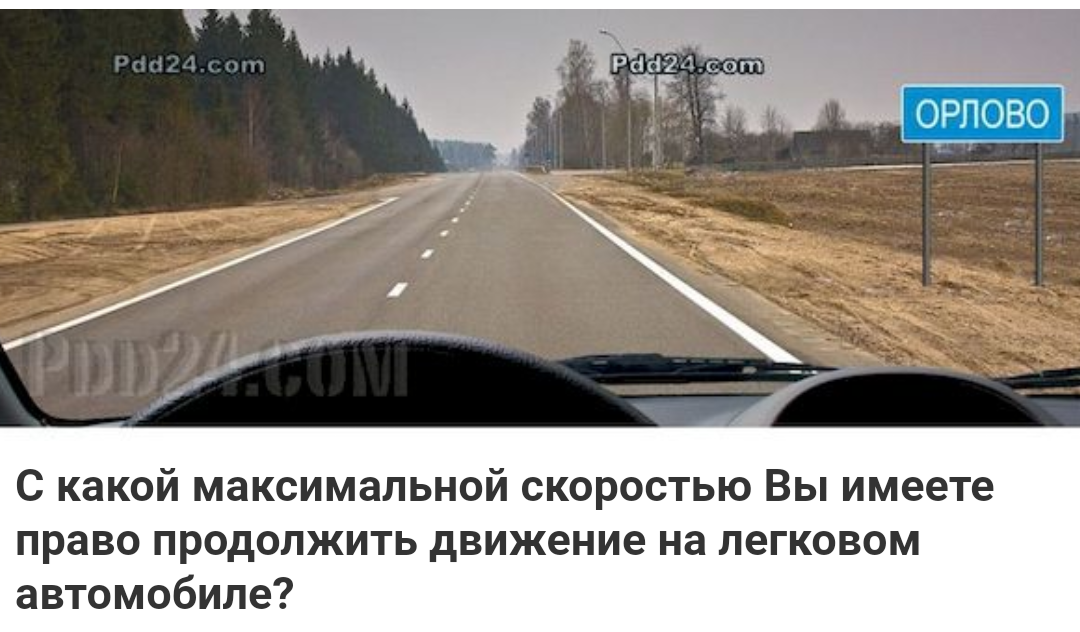 Pdd24.com
Pdd24.com
ОРЛОВО
PDD24.COM
С какой максимальной скоростью Вы имеете
право продолжить движение на легковом
автомобиле?